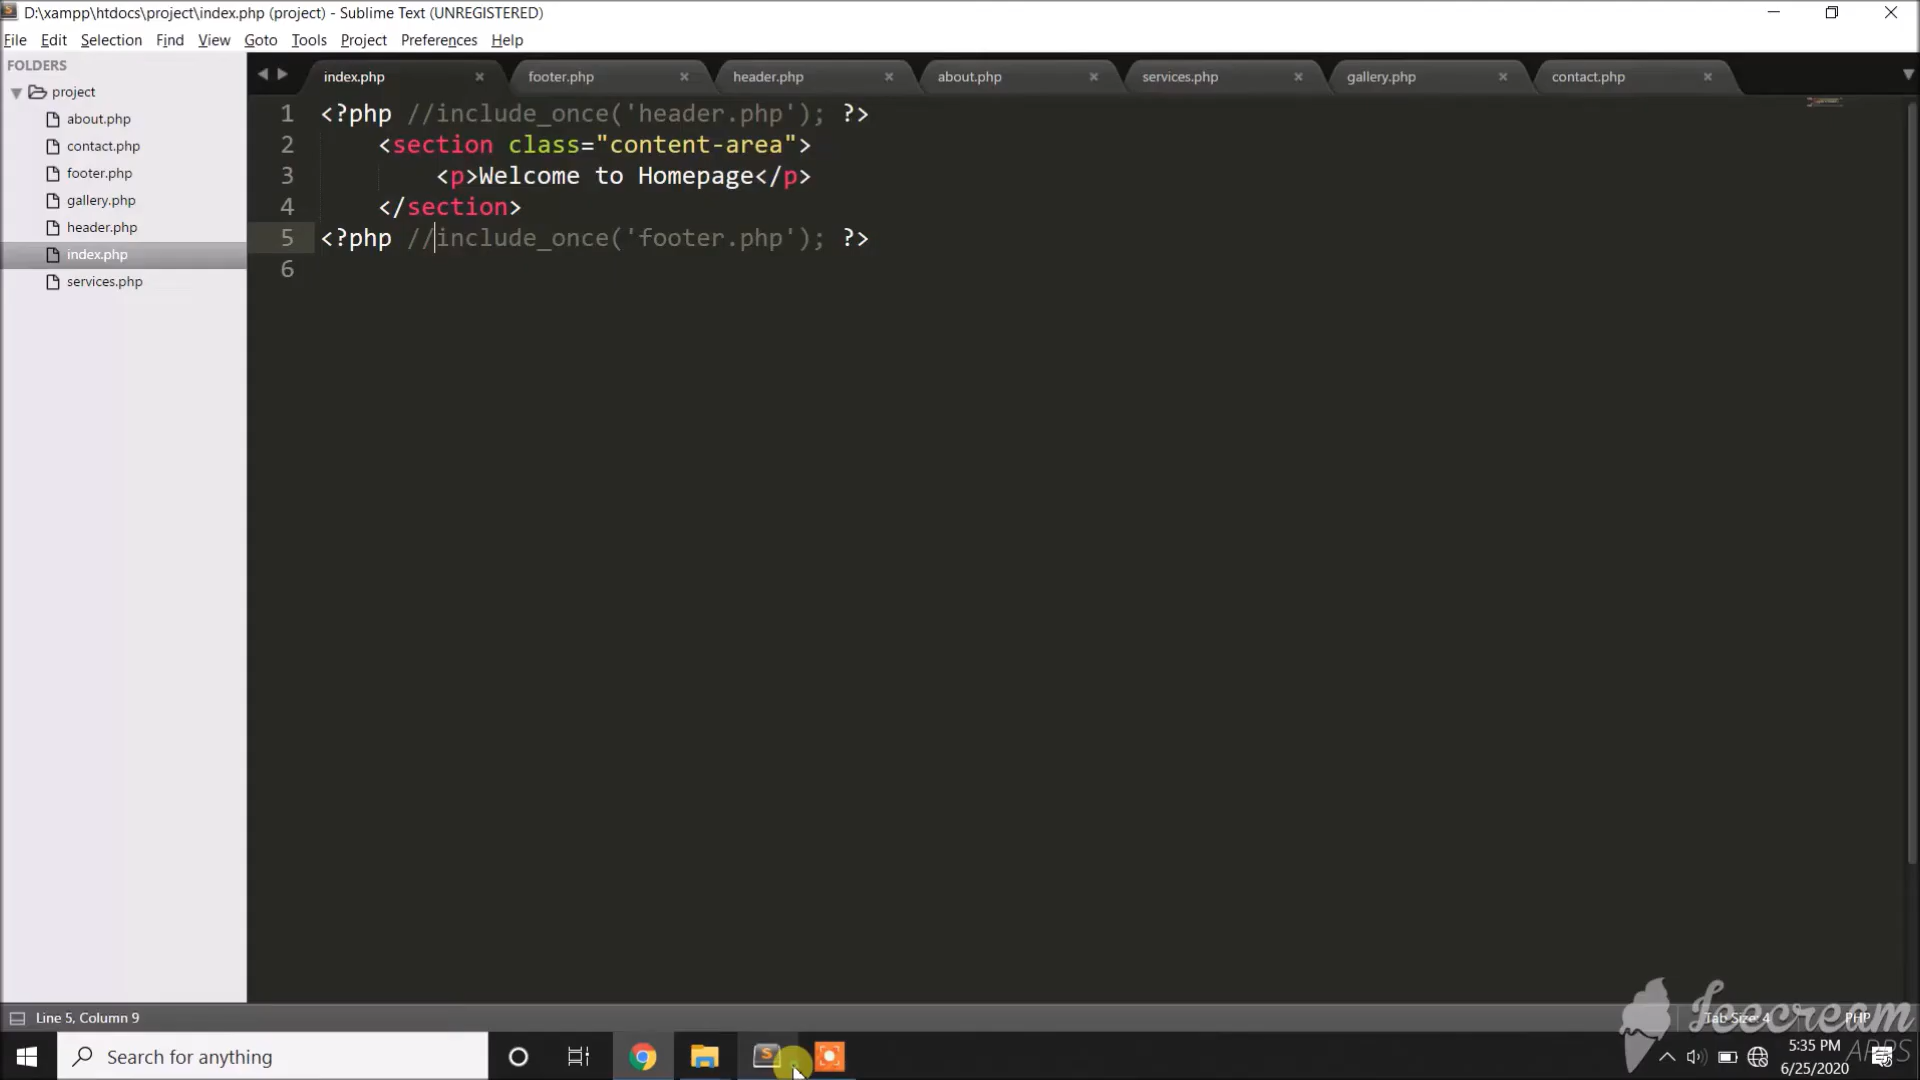 D:\xampp\htdocs\project\index.php (project) - Sublime Text (UNREGISTERED)
File Edit Selection Find View Goto Tools Project Preferences Help
FOLDERS
project
about.php
contact.php
footer.php
gallery.php
header.php
index.php
services.php
index.php footer.php header.php about.php services.php gallery.php contact.php
1 <?php //include_once('header.php'); ?>
2 <section class="content-area">
3 <p>Welcome to Homepage</p>
4 </section>
5 <?php //include_once('footer.php'); ?>
6
Line 5, Column 9
Tab Size: 4 PHP
Icecream
APPS
Search for anything
5:35 PM
6/25/2020